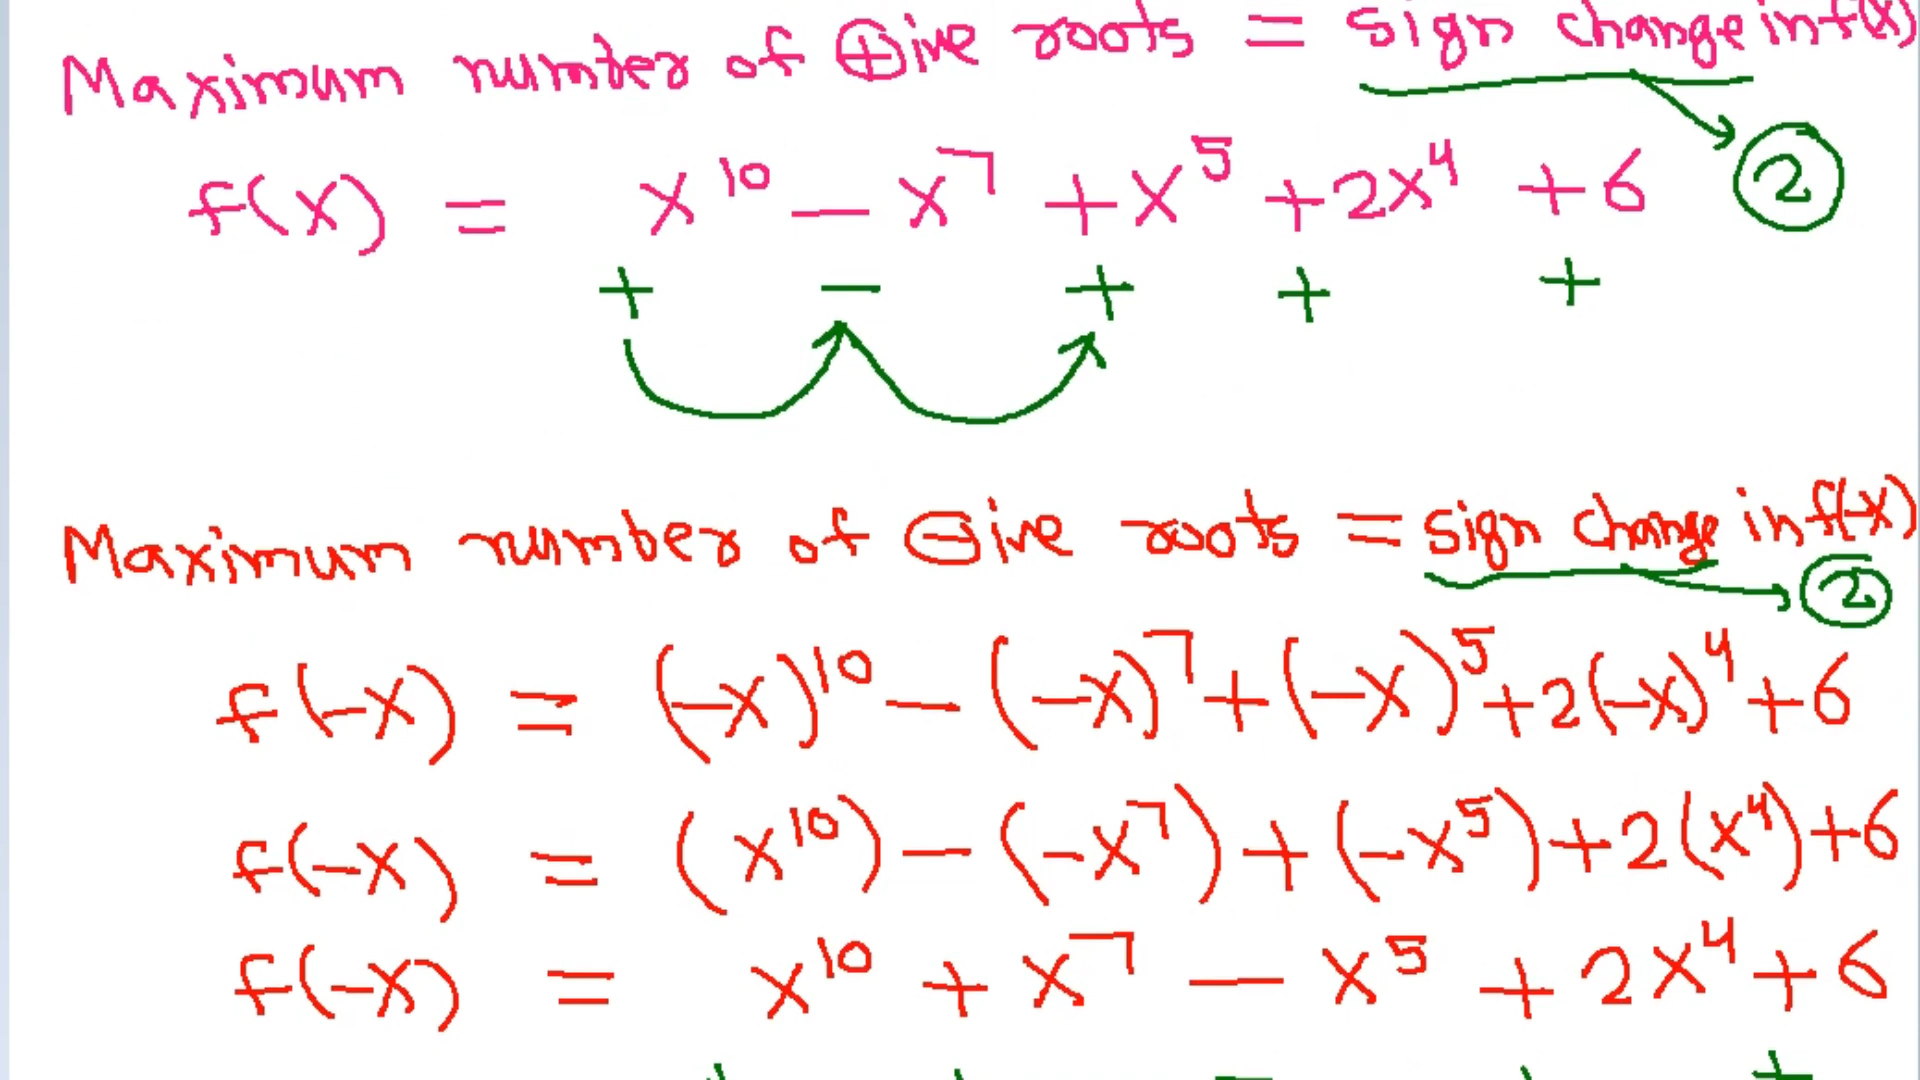 Maximum number of ⊕ive roots = sign change in f(x)
f(x) = x¹⁰ − x⁷ + x⁵ + 2x⁴ + 6 ②
+ − + + +
Maximum number of ⊖ive roots = sign change in f(-x)
②
f(-x) = (-x)¹⁰ − (-x)⁷ + (-x)⁵ + 2(-x)⁴ + 6
f(-x) = (x¹⁰) − (-x⁷) + (-x⁵) + 2(x⁴) + 6
f(-x) = x¹⁰ + x⁷ − x⁵ + 2x⁴ + 6